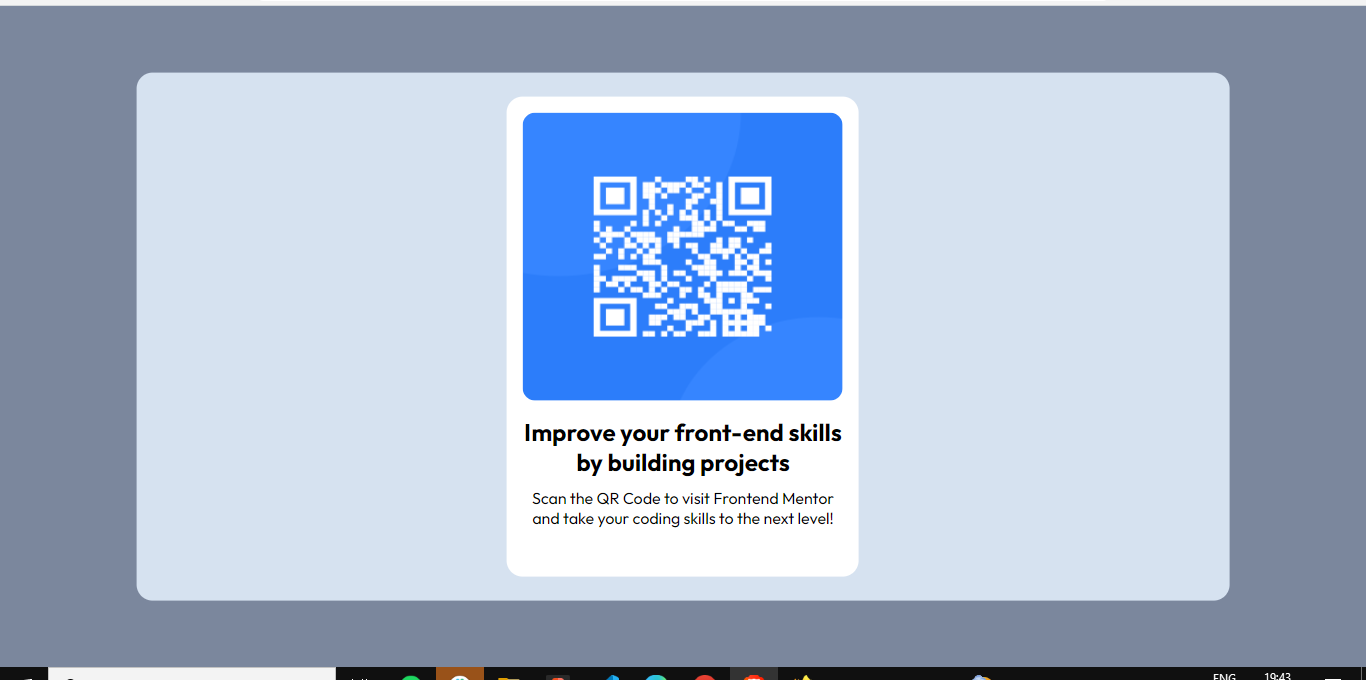 Improve your front-end skills
by building projects
Scan the QR Code to visit Frontend Mentor
and take your coding skills to the next level!
ENG
19:43